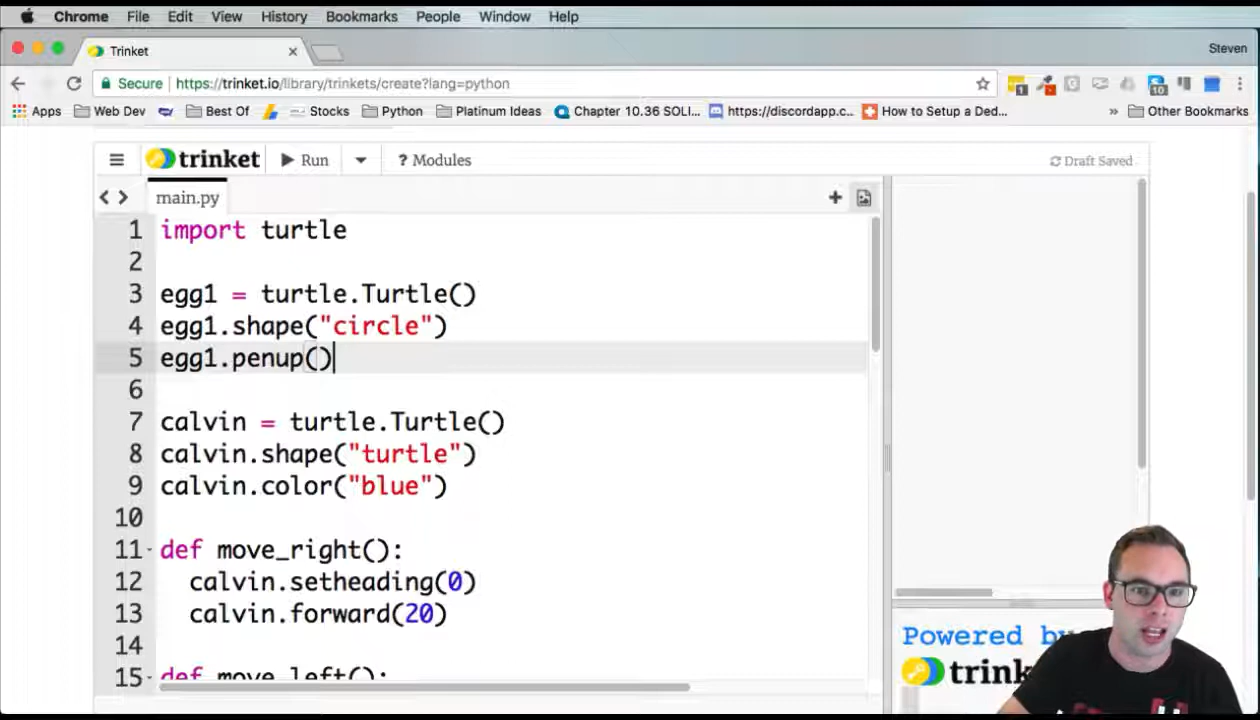 Chrome File Edit View History Bookmarks People Window Help
Trinket
Steven
Secure | https://trinket.io/library/trinkets/create?lang=python
1
10
Apps Web Dev Best Of Stocks Python Platinum Ideas Chapter 10.36 SOLI... https://discordapp.c... How to Setup a Ded... » Other Bookmarks
trinket Run ? Modules Draft Saved
main.py
1 import turtle
2
3 egg1 = turtle.Turtle()
4 egg1.shape("circle")
5 egg1.penup()
6
7 calvin = turtle.Turtle()
8 calvin.shape("turtle")
9 calvin.color("blue")
10
11 def move_right():
12 calvin.setheading(0)
13 calvin.forward(20)
14
15 def move_left():
Powered by
trinket